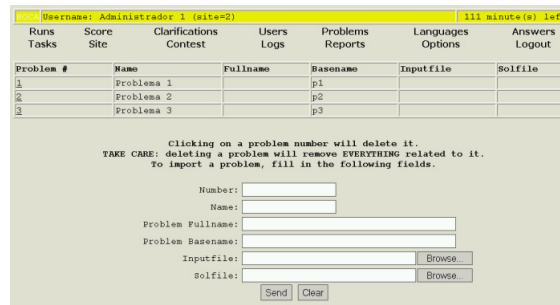 BOCA Username: Administrador 1 (site=2) 111 minute(s) left
Runs Score Clarifications Users Problems Languages Answers
Tasks Site Contest Logs Reports Options Logout
Problem # Name Fullname Basename Inputfile Solfile
1 Problema 1 p1
2 Problema 2 p2
3 Problema 3 p3
Clicking on a problem number will delete it.
TAKE CARE: deleting a problem will remove EVERYTHING related to it.
To import a problem, fill in the following fields.
Number:
Name:
Problem Fullname:
Problem Basename:
Inputfile: Browse...
Solfile: Browse...
Send Clear